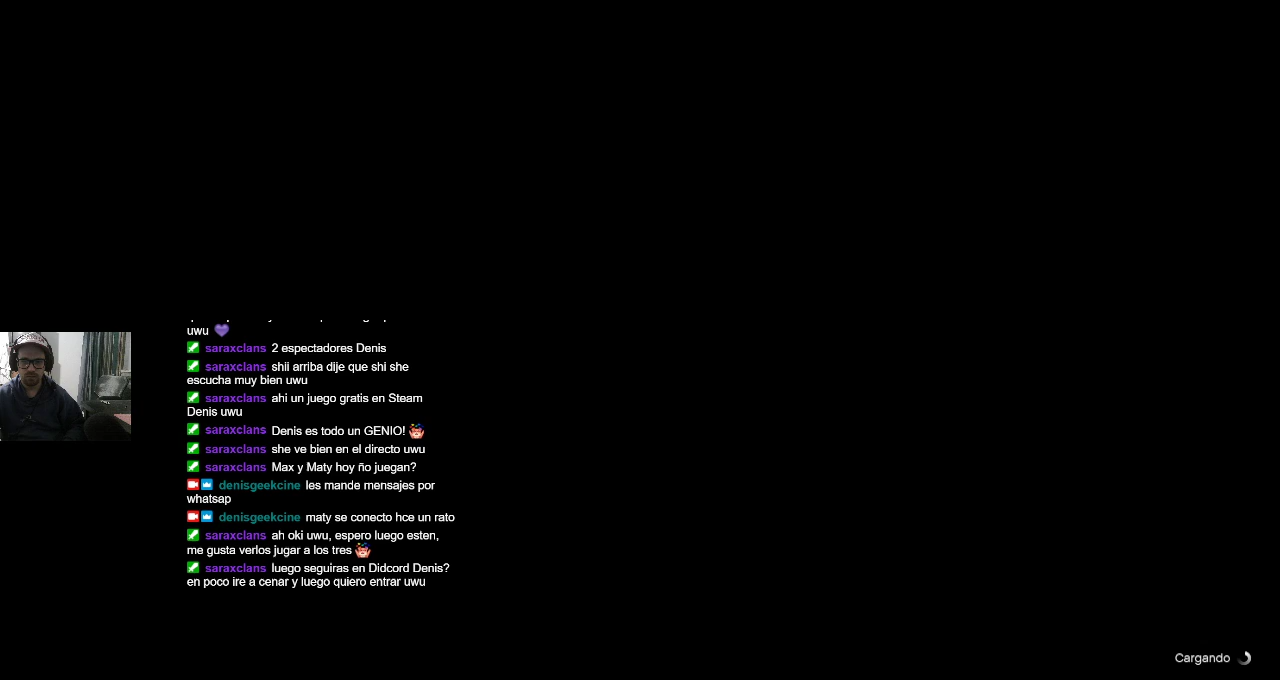 uwu
saraxclans 2 espectadores Denis
saraxclans shii arriba dije que shi she
escucha muy bien uwu
saraxclans ahi un juego gratis en Steam
Denis uwu
saraxclans Denis es todo un GENIO!
saraxclans she ve bien en el directo uwu
saraxclans Max y Maty hoy ño juegan?
denisgeekcine les mande mensajes por
whatsap
denisgeekcine maty se conecto hce un rato
saraxclans ah oki uwu, espero luego esten,
me gusta verlos jugar a los tres
saraxclans luego seguiras en Didcord Denis?
en poco ire a cenar y luego quiero entrar uwu
Cargando